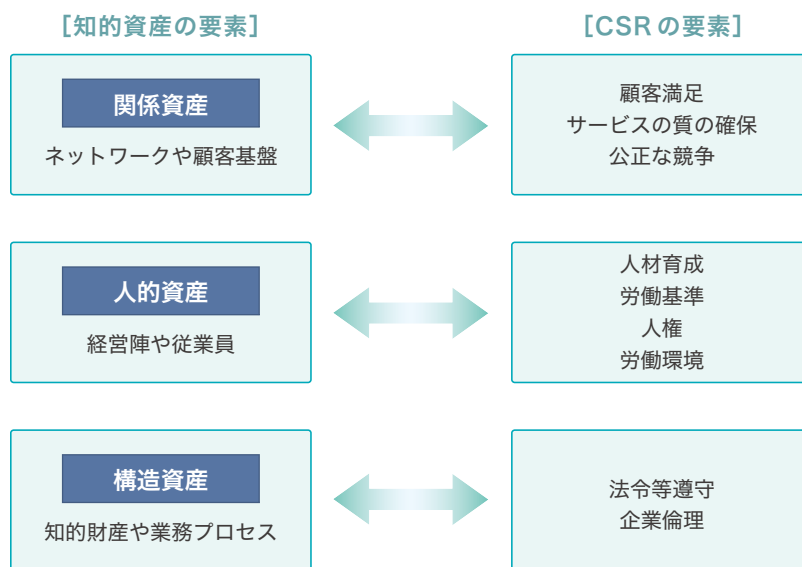 [知的資産の要素]
[CSRの要素]
関係資産
ネットワークや顧客基盤
顧客満足
サービスの質の確保
公正な競争
人的資産
経営陣や従業員
人材育成
労働基準
人権
労働環境
構造資産
知的財産や業務プロセス
法令等遵守
企業倫理